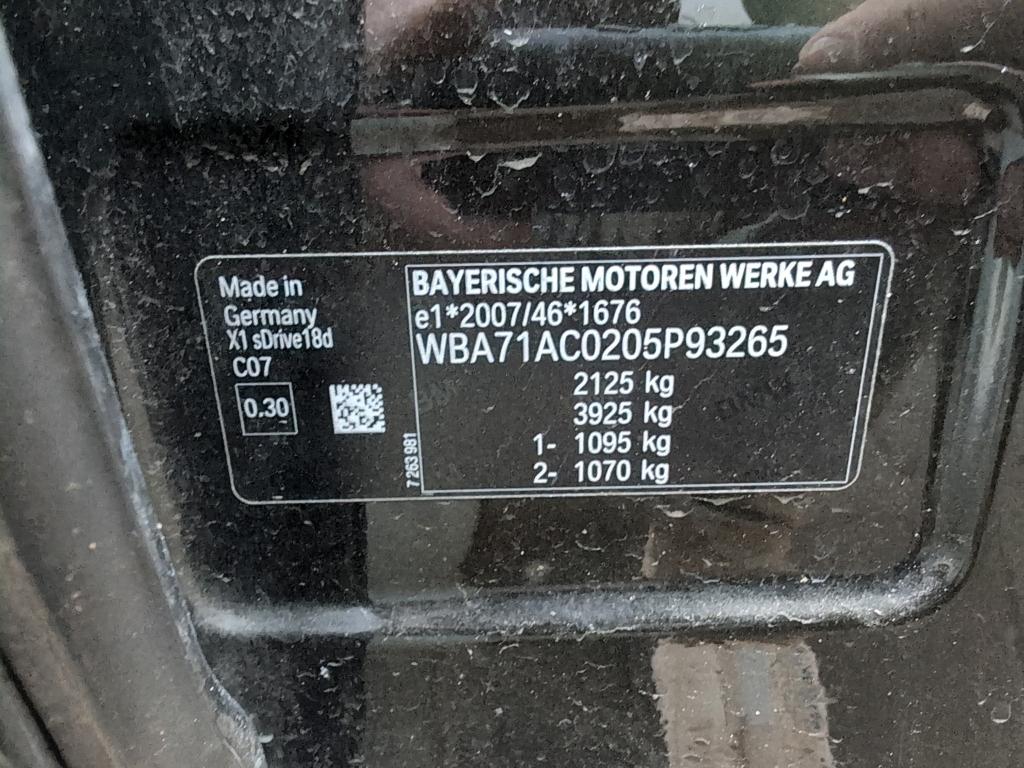 Made in
Germany
X1 sDrive18d
C07
0.30
7 263 981
BAYERISCHE MOTOREN WERKE AG
e1*2007/46*1676
WBA71AC0205P93265
2125 kg
3925 kg
1- 1095 kg
2- 1070 kg